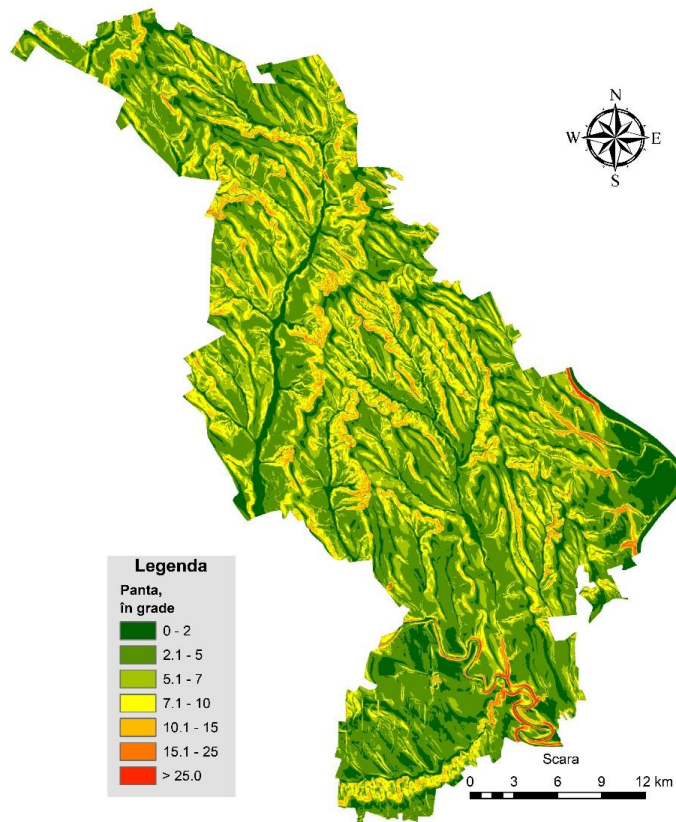 N
W E
S
Legenda
Panta,
în grade
0 - 2
2.1 - 5
5.1 - 7
7.1 - 10
10.1 - 15
15.1 - 25
> 25.0
Scara
0 3 6 9 12 km